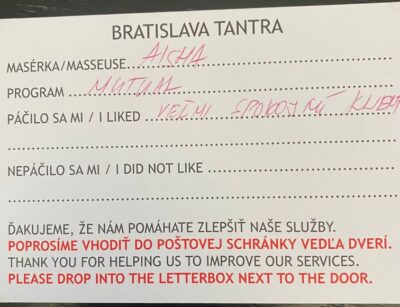 BRATISLAVA TANTRA
MASÉRKA/MASSEUSE... AICHA
PROGRAM... MUTUAL
PÁČILO SA MI / I LIKED... VEĽMI SPOKOJNÝ KLIENT
NEPÁČILO SA MI / I DID NOT LIKE
ĎAKUJEME, ŽE NÁM POMÁHATE ZLEPŠIŤ NAŠE SLUŽBY.
POPROSÍME VHODIŤ DO POŠTOVEJ SCHRÁNKY VEDĽA DVERÍ.
THANK YOU FOR HELPING US TO IMPROVE OUR SERVICES.
PLEASE DROP INTO THE LETTERBOX NEXT TO THE DOOR.